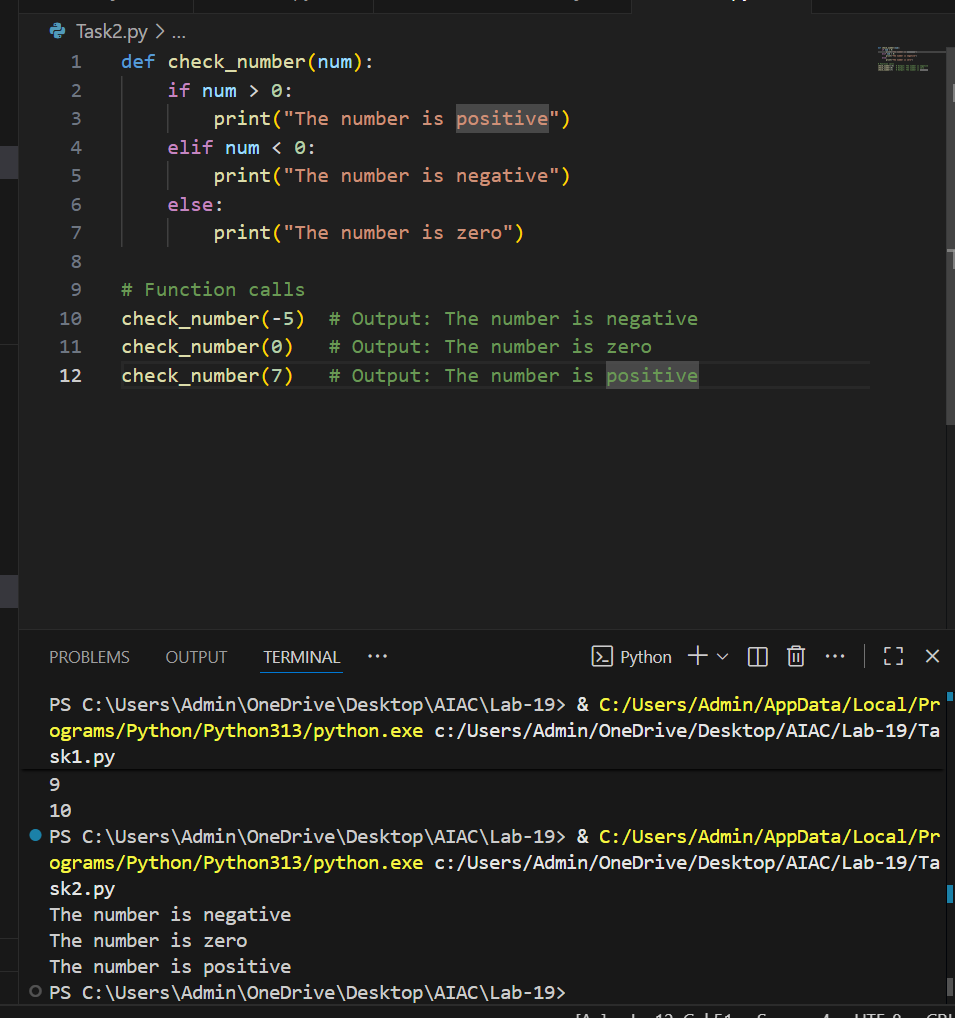 Task2.py > ...
1 def check_number(num):
2     if num > 0:
3         print("The number is positive")
4     elif num < 0:
5         print("The number is negative")
6     else:
7         print("The number is zero")
8
9 # Function calls
10 check_number(-5)  # Output: The number is negative
11 check_number(0)   # Output: The number is zero
12 check_number(7)   # Output: The number is positive
PROBLEMS OUTPUT TERMINAL ··· Python ···
PS C:\Users\Admin\OneDrive\Desktop\AIAC\Lab-19> & C:/Users/Admin/AppData/Local/Pr
ograms/Python/Python313/python.exe c:/Users/Admin/OneDrive/Desktop/AIAC/Lab-19/Ta
sk1.py
9
10
PS C:\Users\Admin\OneDrive\Desktop\AIAC\Lab-19> & C:/Users/Admin/AppData/Local/Pr
ograms/Python/Python313/python.exe c:/Users/Admin/OneDrive/Desktop/AIAC/Lab-19/Ta
sk2.py
The number is negative
The number is zero
The number is positive
PS C:\Users\Admin\OneDrive\Desktop\AIAC\Lab-19>